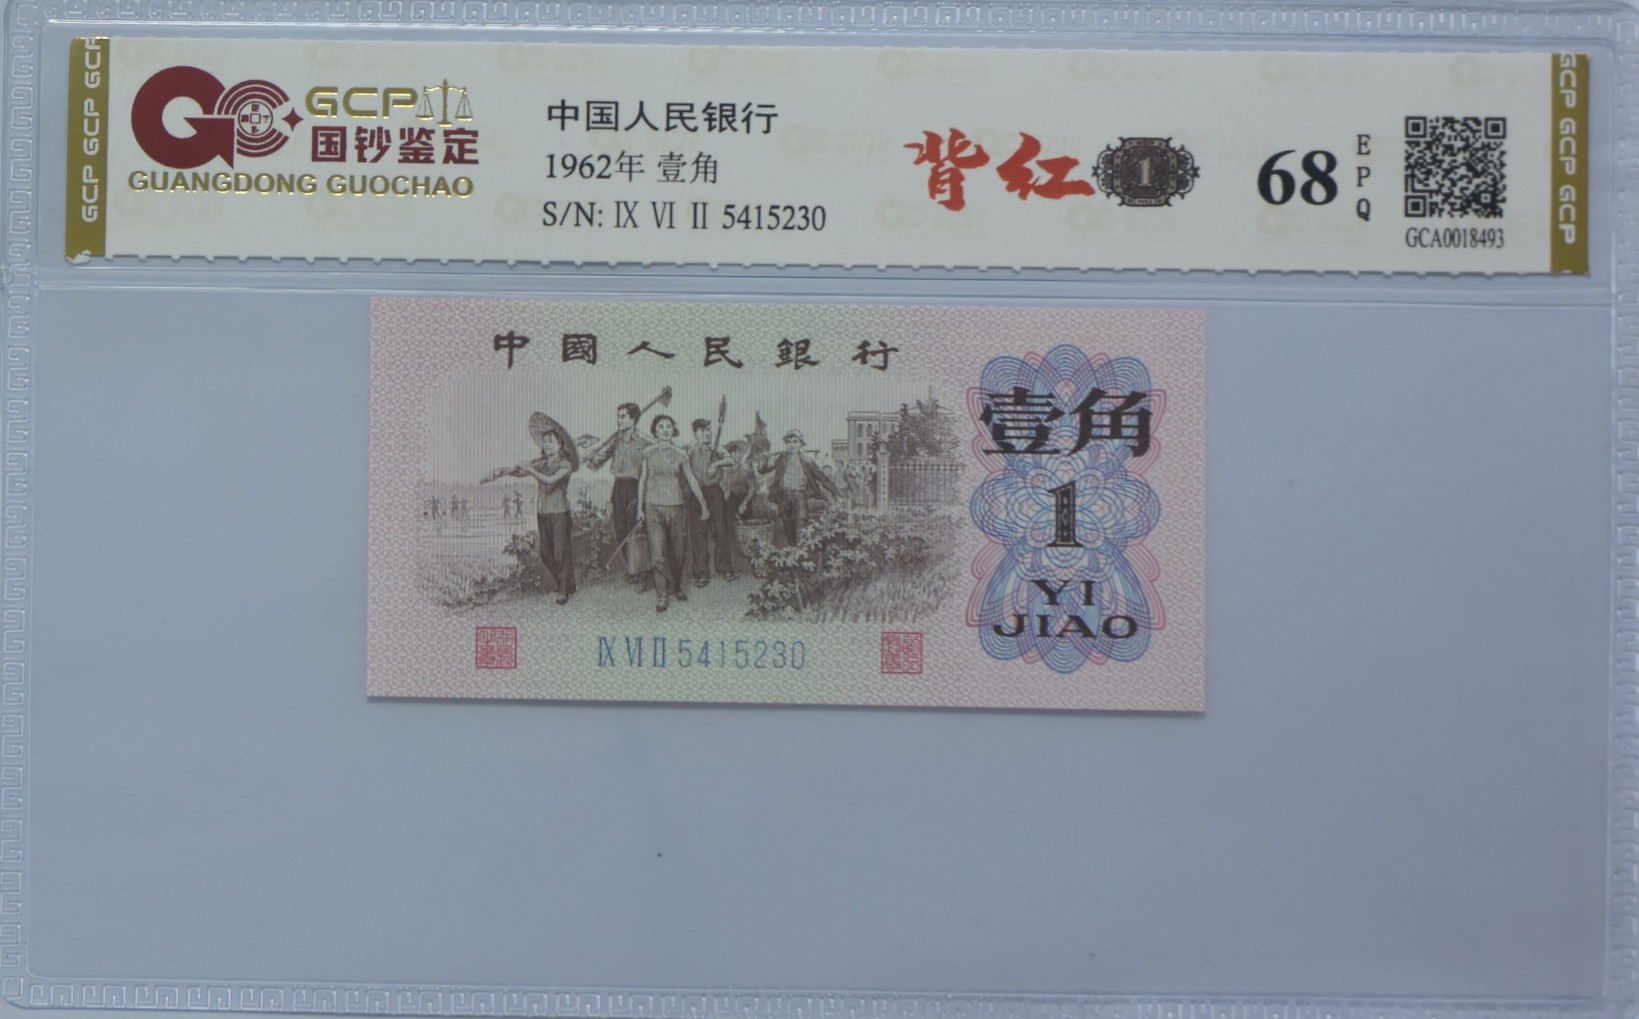 GCP GCP GCP
GCP
国钞鉴定
GUANGDONG GUOCHAO
中国人民银行
1962年 壹角
S/N: Ⅸ Ⅵ Ⅱ 5415230
背红
1
68
EPQ
GCA0018493
GCP GCP GCP
中國人民銀行
壹角
1
YI
JIAO
Ⅸ Ⅵ Ⅱ 5415230